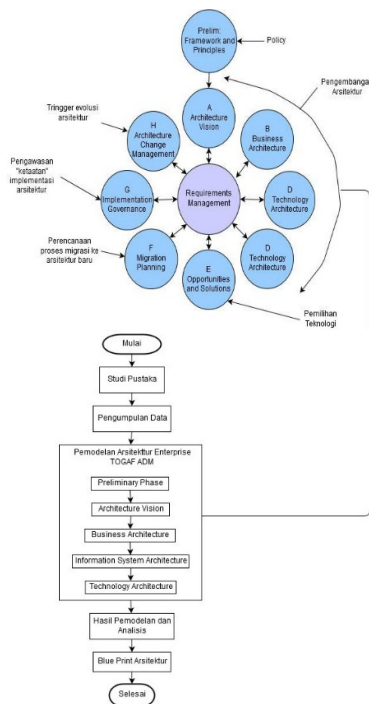 Prelim:
Framework and
Principles
Policy
Pengembangan
Arsitektur
A
Architecture
Vision
Tringger evolusi
arsitektur
H
Architecture
Change
Management
B
Business
Architecture
Pengawasan
"ketaatan"
implementasi
arsitektur
G
Implementation
Governance
Requirements
Management
D
Technology
Architecture
Perencanaan
proses migrasi ke
arsitektur baru
F
Migration
Planning
D
Technology
Architecture
E
Opportunities
and Solutions
Pemilihan
Teknologi
Mulai
Studi Pustaka
Pengumpulan Data
Pemodelan Arsitekttur Enterprise
TOGAF ADM
Preliminary Phase
Architecture Vision
Business Architecture
Information System Architecture
Technology Architecture
Hasil Pemodelan dan
Analisis
Blue Print Arsitektur
Selesai